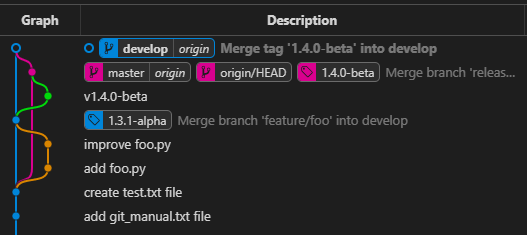 Graph Description
develop origin Merge tag '1.4.0-beta' into develop
master origin origin/HEAD 1.4.0-beta Merge branch 'releas...
v1.4.0-beta
1.3.1-alpha Merge branch 'feature/foo' into develop
improve foo.py
add foo.py
create test.txt file
add git_manual.txt file